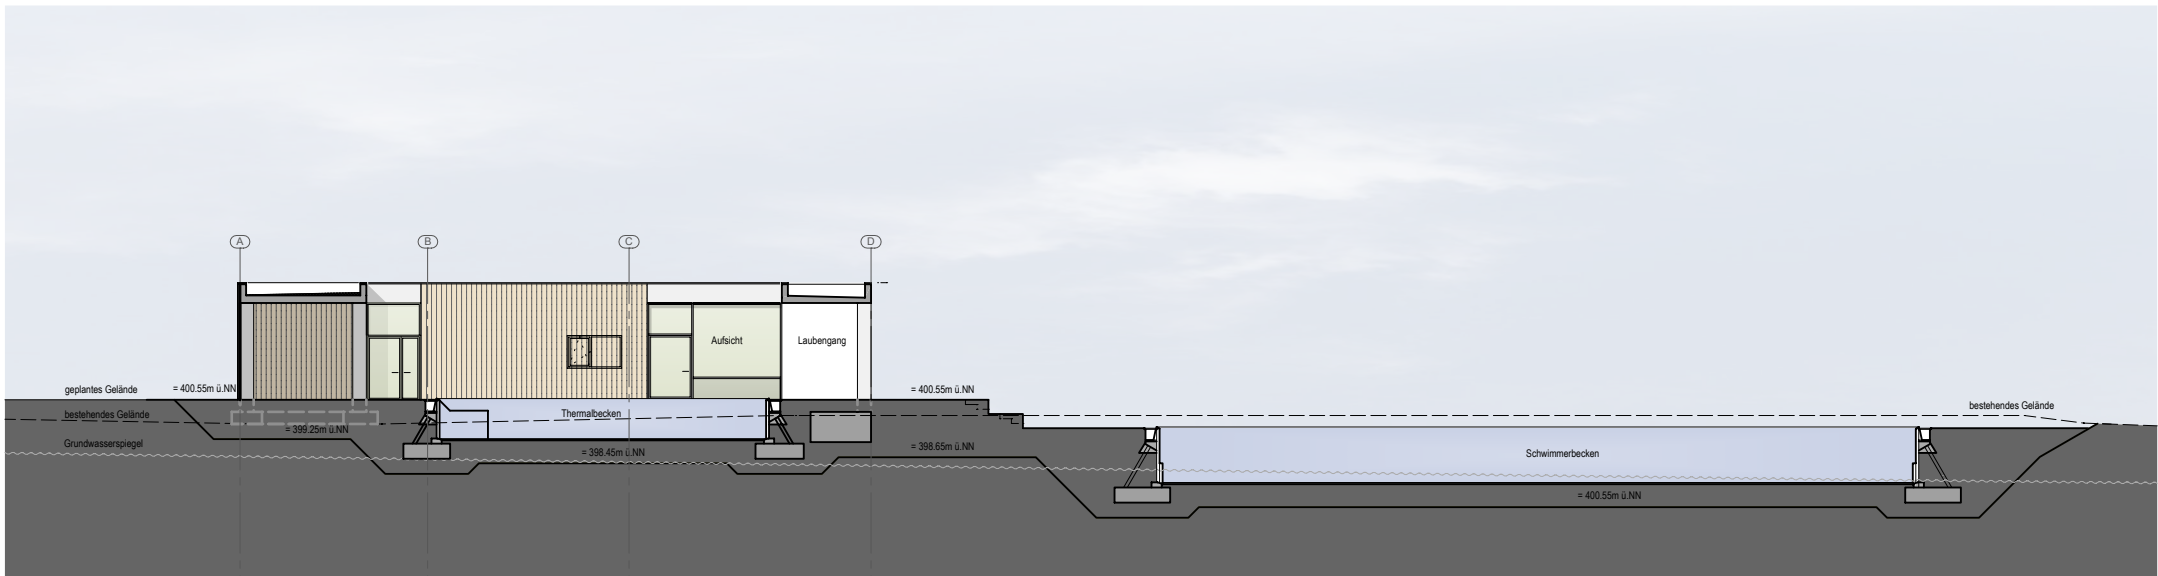 A
B
C
D
Aufsicht
Laubengang
geplantes Gelände
= 400.55m ü.NN
= 400.55m ü.NN
bestehendes Gelände
Thermalbecken
bestehendes Gelände
= 399.25m ü.NN
Grundwasserspiegel
= 398.45m ü.NN
= 398.65m ü.NN
Schwimmerbecken
= 400.55m ü.NN